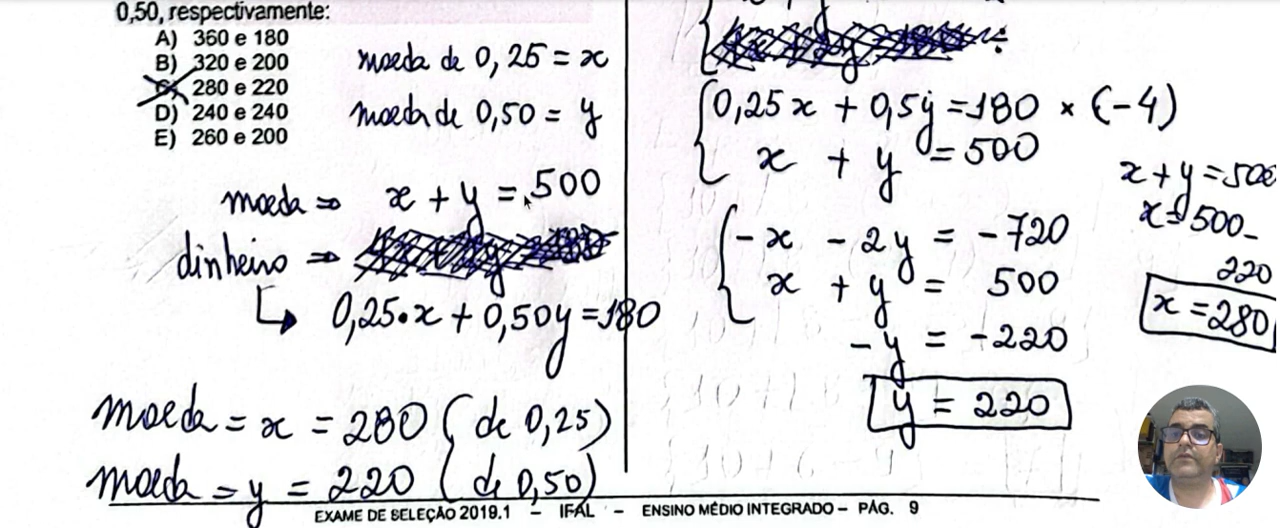 0,50, respectivamente:
A) 360 e 180
B) 320 e 200
C) 280 e 220
D) 240 e 240
E) 260 e 200
moeda de 0,25 = x
moeda de 0,50 = y
moeda ⇒ x + y = 500
dinheiro ⇒
↳ 0,25•x + 0,50y = 180
moeda = x = 280 (de 0,25)
moeda = y = 220 (de 0,50)
0,25x + 0,5y = 180 × (-4)
x + y = 500
-x - 2y = -720
x + y = 500
-y = -220
y = 220
x + y = 500
x = 500 -
220
x = 280
EXAME DE SELEÇÃO 2019.1 – IFAL – ENSINO MÉDIO INTEGRADO – PÁG. 9